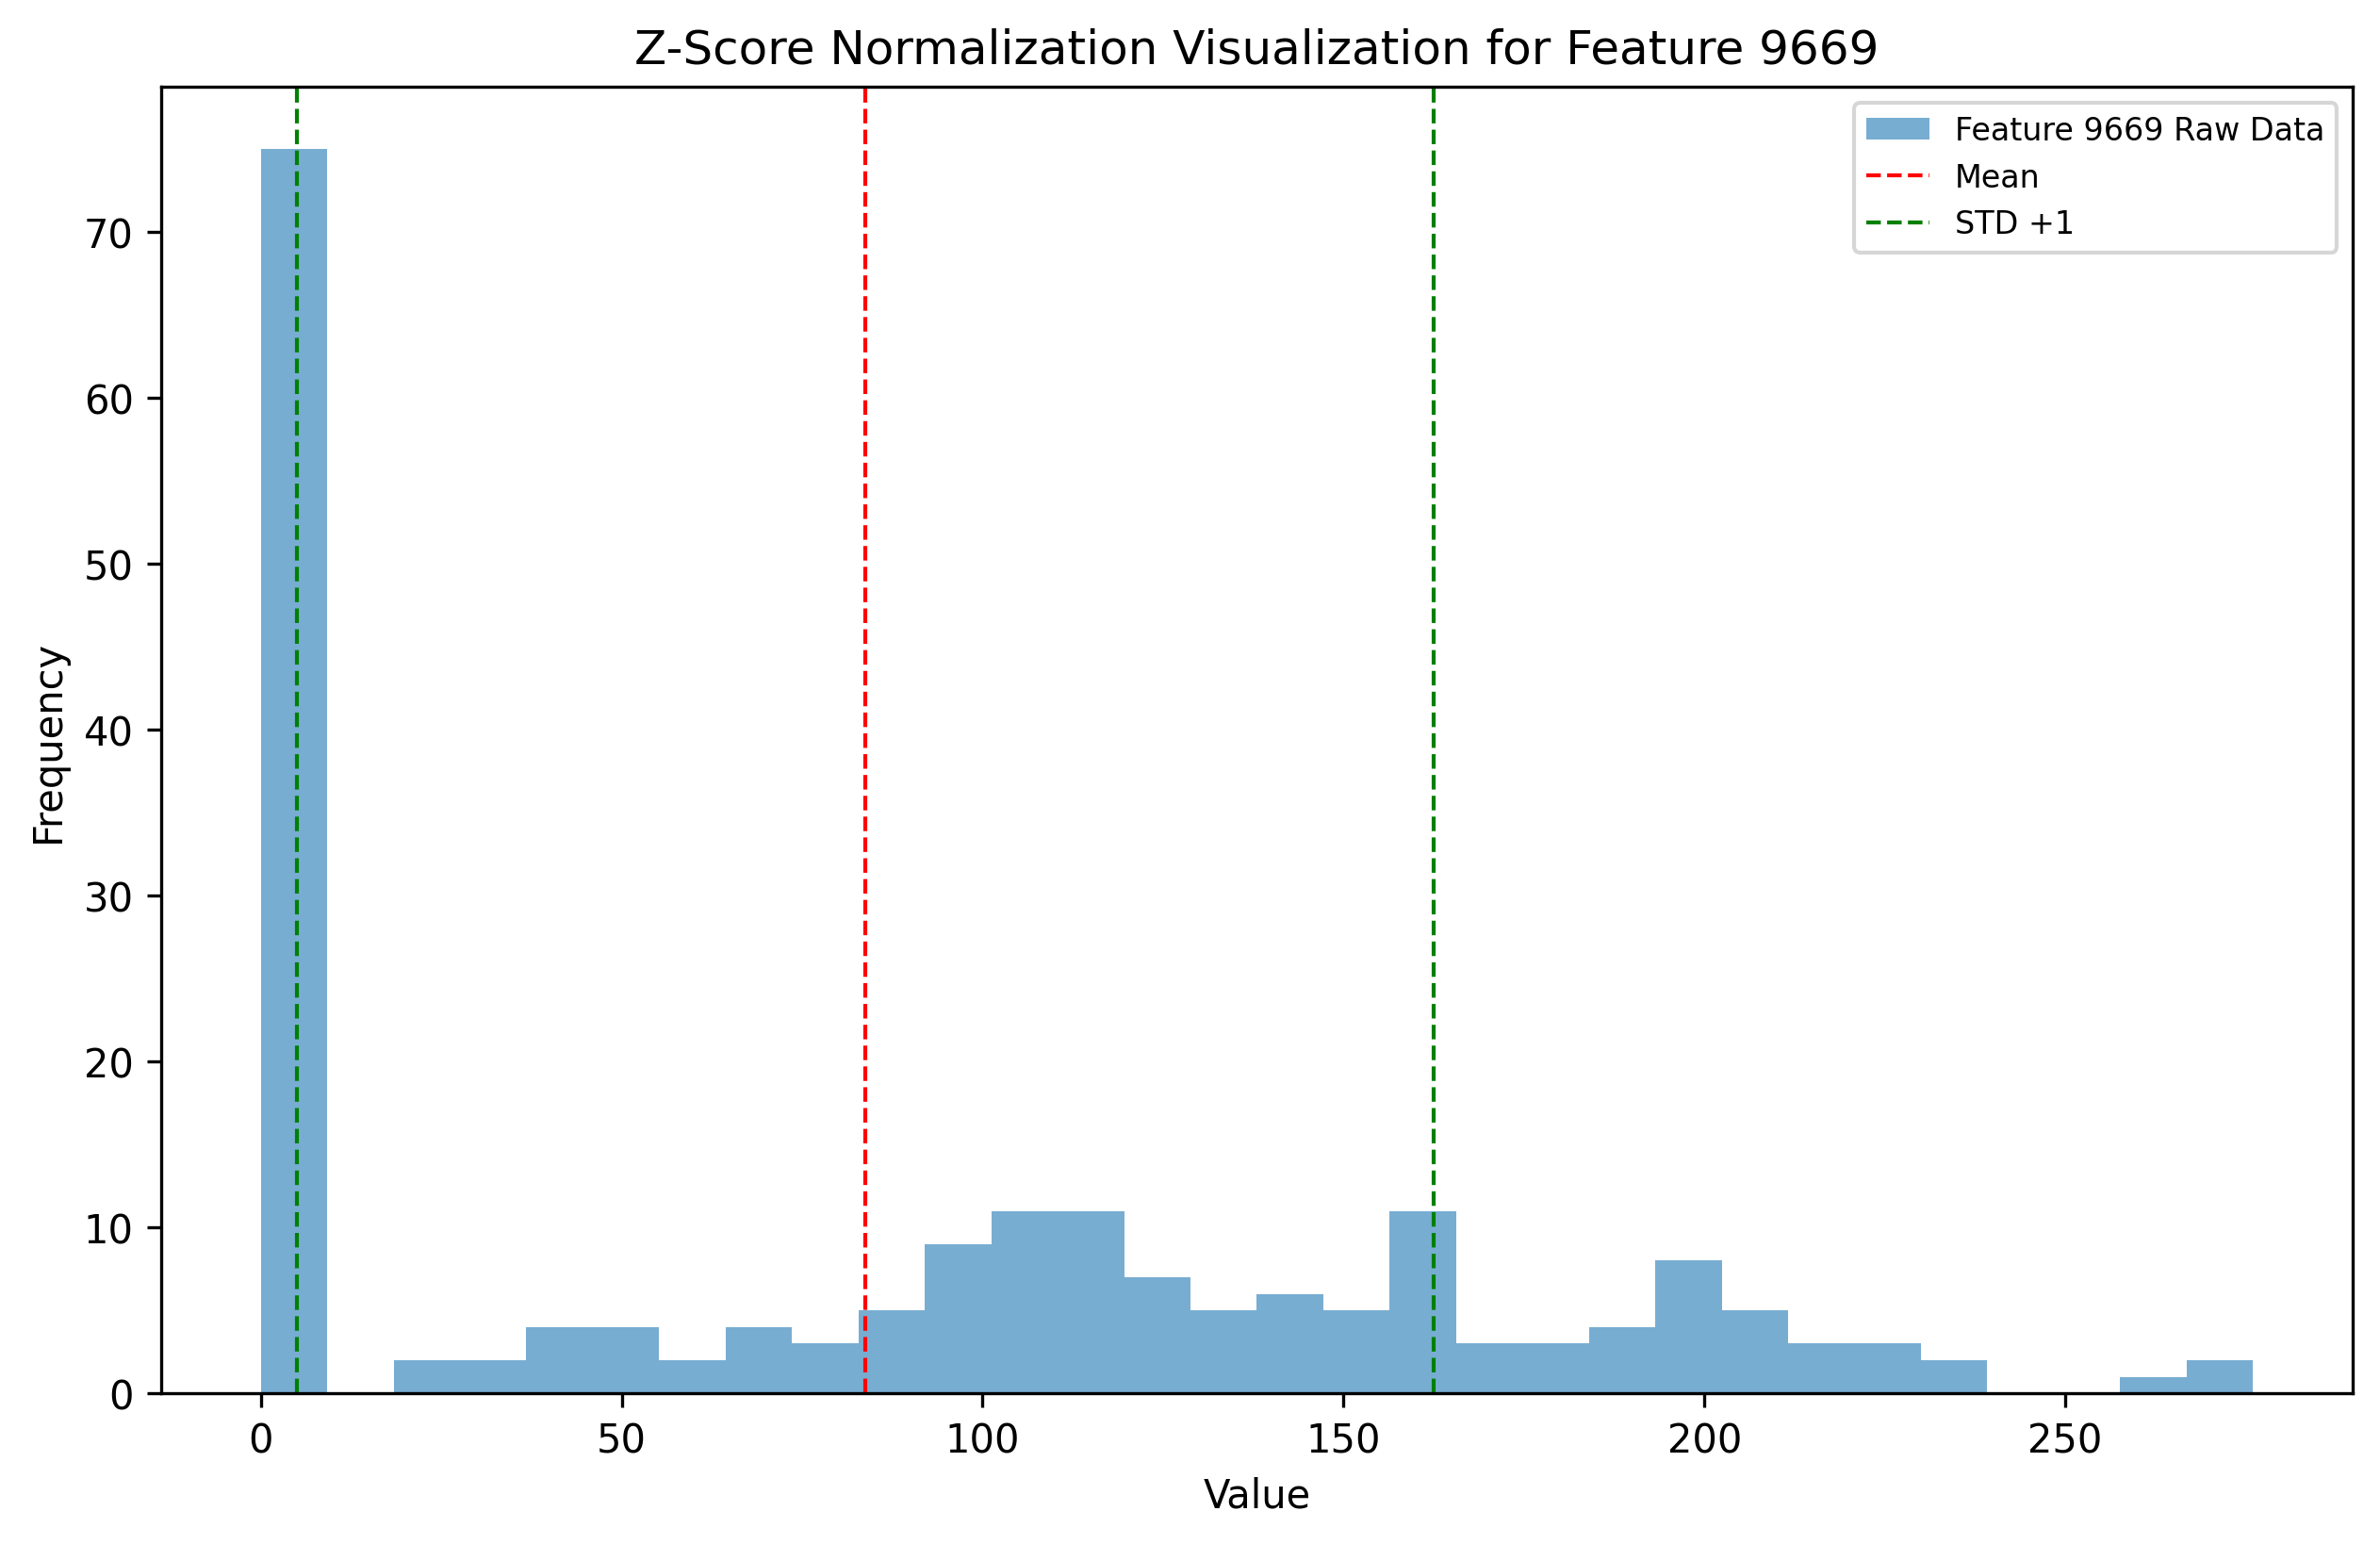 Z-Score Normalization Visualization for Feature 9669
Feature 9669 Raw Data
Mean
STD +1
Frequency
70
60
50
40
30
20
10
0
0 50 100 150 200 250
Value